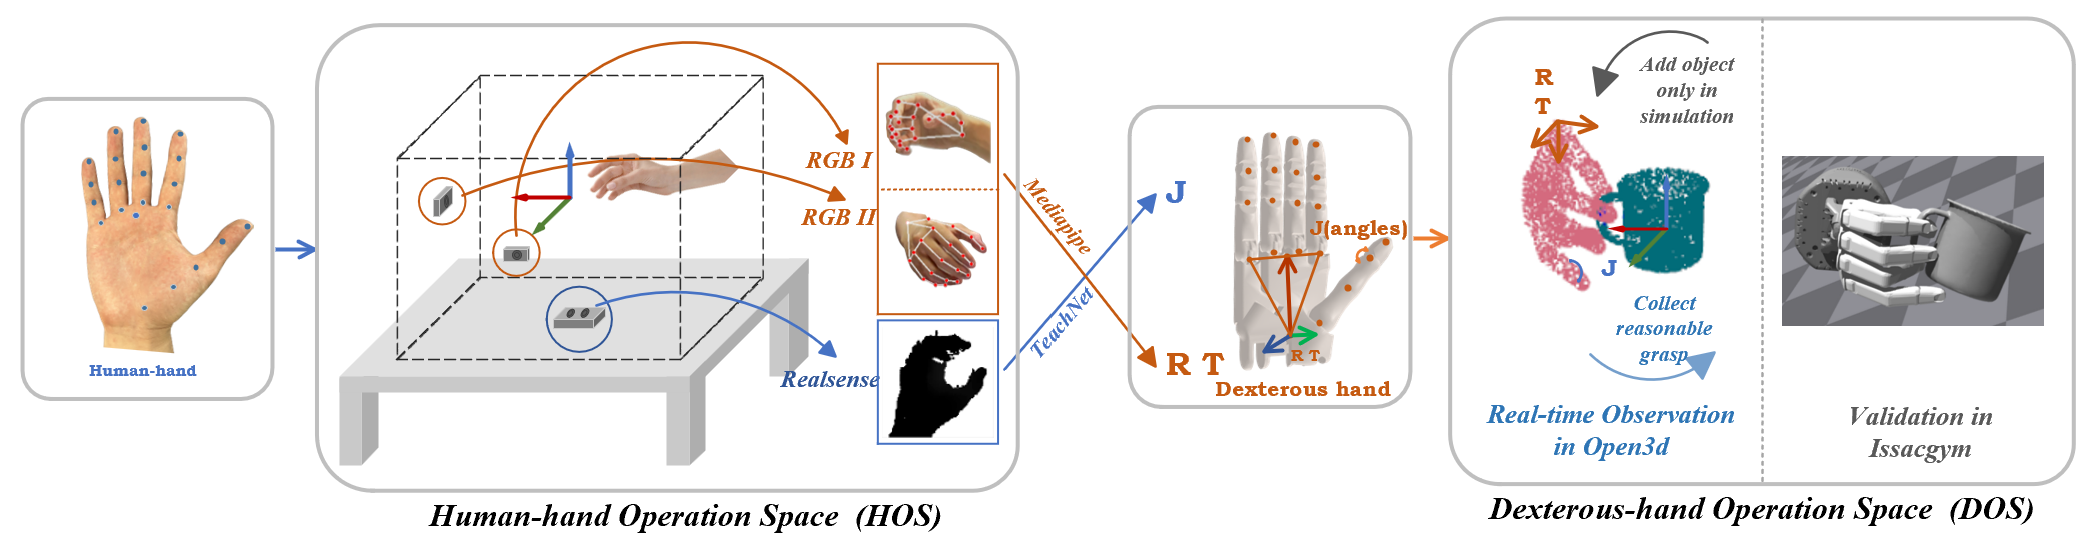 Human-hand
RGB I
RGB II
Realsense
Human-hand Operation Space (HOS)
Mediapipe
TeachNet
J
R T
J(angles)
R T
Dexterous hand
R
T
Add object
only in
simulation
J
Collect
reasonable
grasp
Real-time Observation
in Open3d
Validation in
Issacgym
Dexterous-hand Operation Space (DOS)